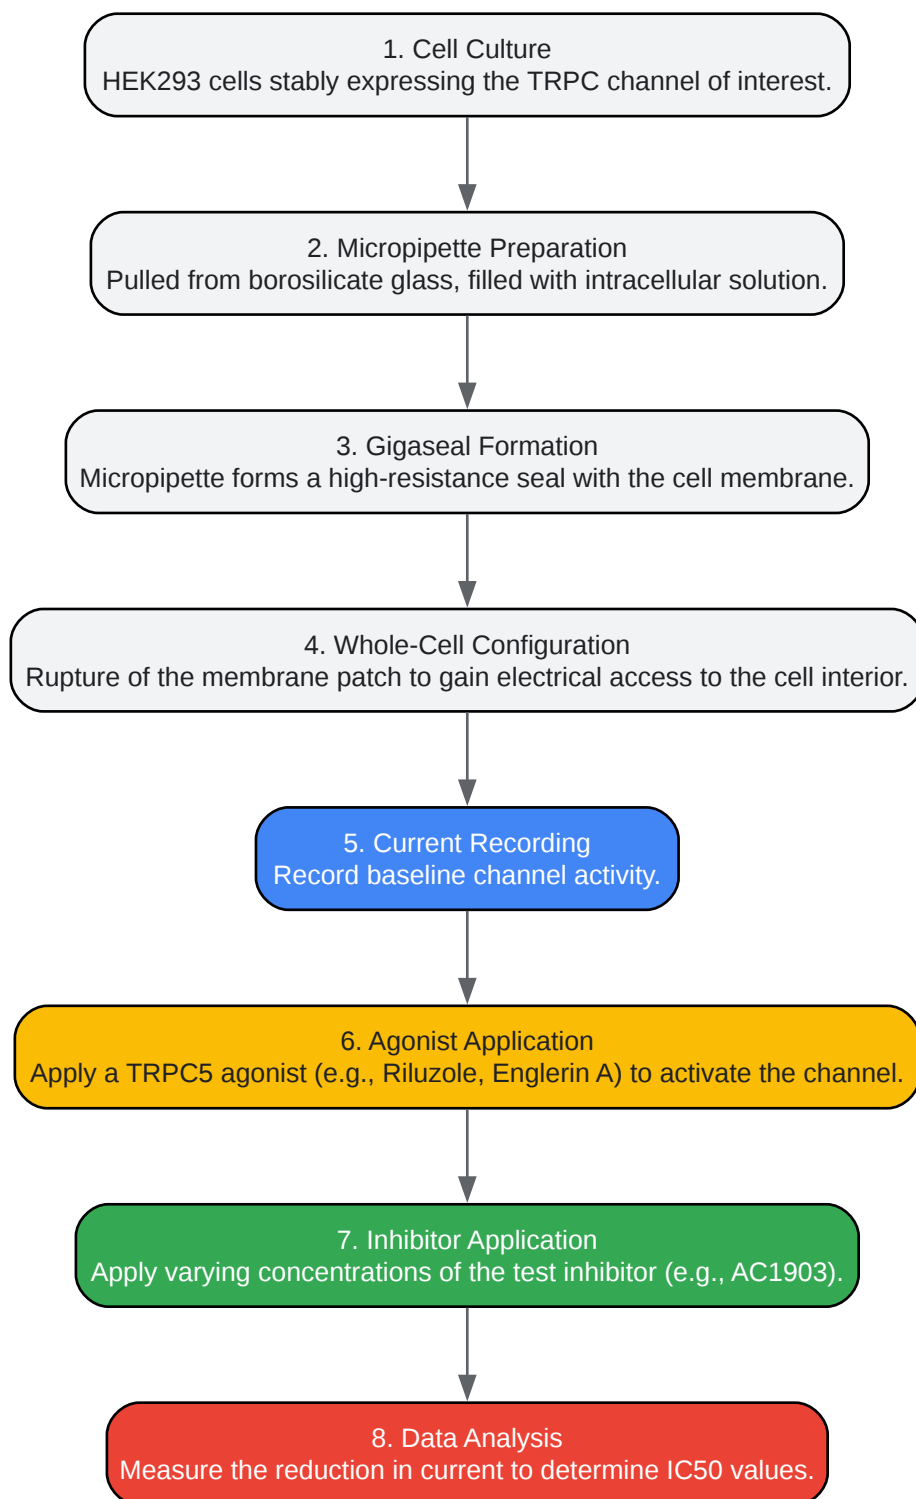 1. Cell Culture
HEK293 cells stably expressing the TRPC channel of interest.
2. Micropipette Preparation
Pulled from borosilicate glass, filled with intracellular solution.
3. Gigaseal Formation
Micropipette forms a high-resistance seal with the cell membrane.
4. Whole-Cell Configuration
Rupture of the membrane patch to gain electrical access to the cell interior.
5. Current Recording
Record baseline channel activity.
6. Agonist Application
Apply a TRPC5 agonist (e.g., Riluzole, Englerin A) to activate the channel.
7. Inhibitor Application
Apply varying concentrations of the test inhibitor (e.g., AC1903).
8. Data Analysis
Measure the reduction in current to determine IC50 values.